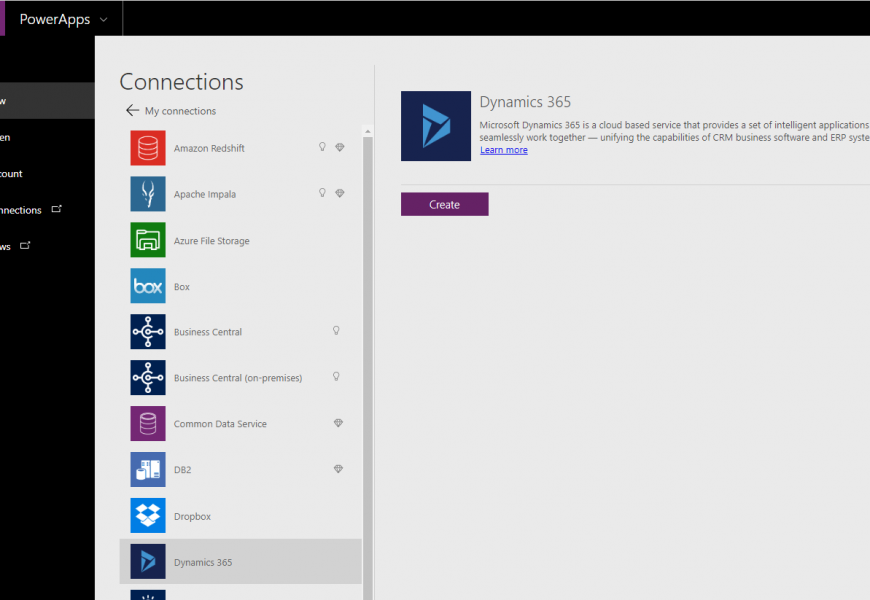 PowerApps
w
en
count
nnections
ws
Connections
My connections
Amazon Redshift
Apache Impala
Azure File Storage
box
Box
Business Central
Business Central (on-premises)
Common Data Service
DB2
Dropbox
Dynamics 365
Dynamics 365
Microsoft Dynamics 365 is a cloud based service that provides a set of intelligent applications
seamlessly work together — unifying the capabilities of CRM business software and ERP syste
Learn more
Create